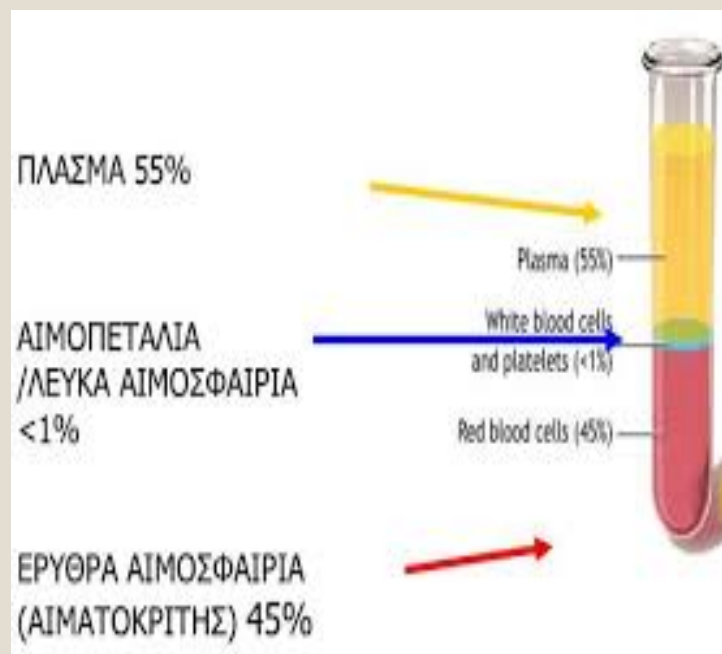 ΠΛΑΣΜΑ 55%
Plasma (55%)
ΑΙΜΟΠΕΤΑΛΙΑ
/ΛΕΥΚΑ ΑΙΜΟΣΦΑΙΡΙΑ
<1%
White blood cells
and platelets (<1%)
Red blood cells (45%)
ΕΡΥΘΡΑ ΑΙΜΟΣΦΑΙΡΙΑ
(ΑΙΜΑΤΟΚΡΙΤΗΣ) 45%